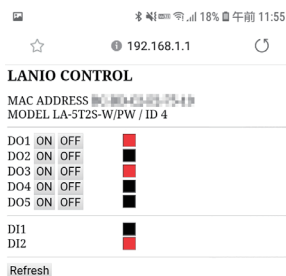 18% 午前 11:55
192.168.1.1
LANIO CONTROL
MAC ADDRESS
MODEL LA-5T2S-W/PW / ID 4
DO1 ON OFF
DO2 ON OFF
DO3 ON OFF
DO4 ON OFF
DO5 ON OFF
DI1
DI2
Refresh